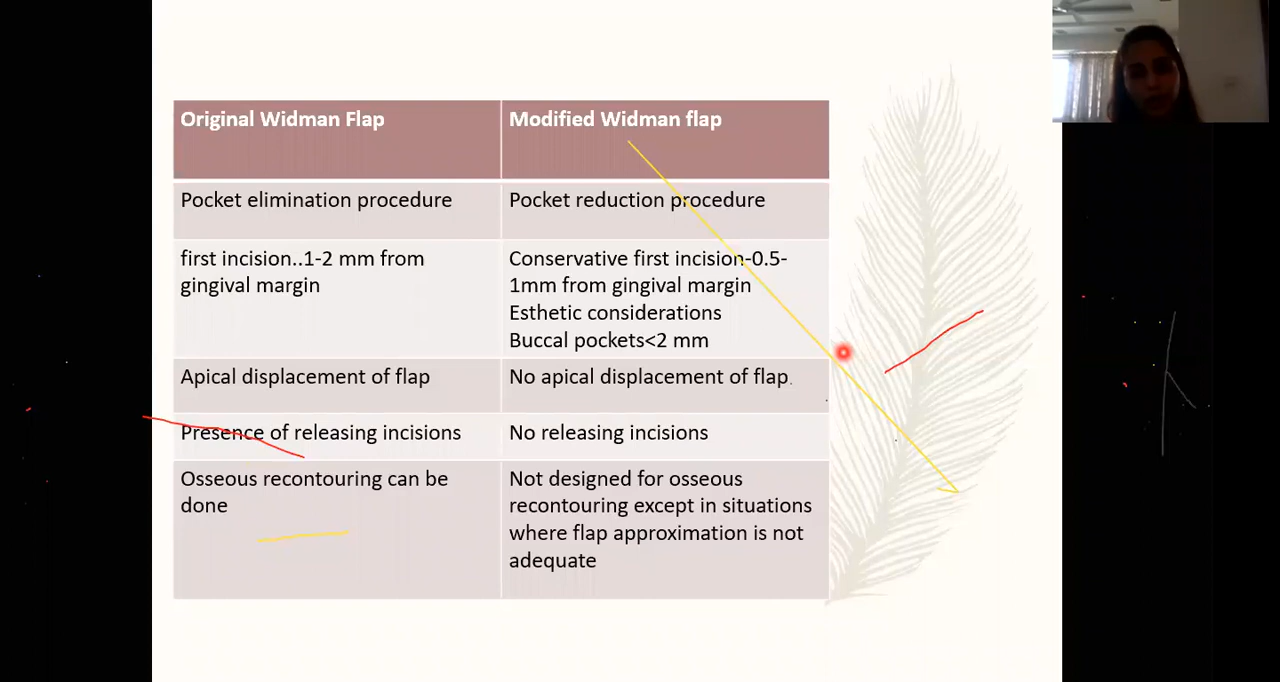 Original Widman Flap
Modified Widman flap
Pocket elimination procedure
Pocket reduction procedure
first incision..1-2 mm from
gingival margin
Conservative first incision-0.5-
1mm from gingival margin
Esthetic considerations
Buccal pockets<2 mm
Apical displacement of flap
No apical displacement of flap.
Presence of releasing incisions
No releasing incisions
Osseous recontouring can be
done
Not designed for osseous
recontouring except in situations
where flap approximation is not
adequate